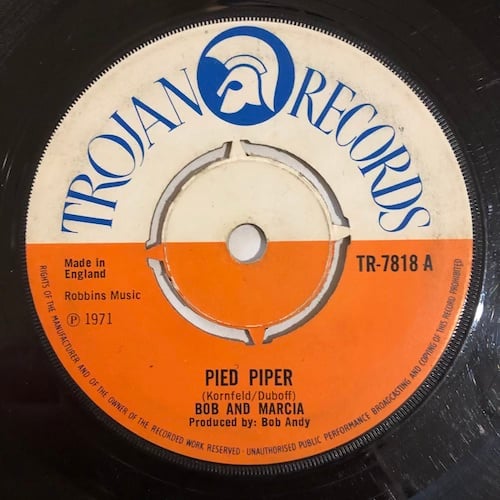 TROJAN RECORDS
Made in
England
Robbins Music
℗ 1971
TR-7818 A
PIED PIPER
(Kornfeld/Duboff)
BOB AND MARCIA
Produced by: Bob Andy
RIGHTS OF THE MANUFACTURER AND OF THE OWNER OF THE RECORDED WORK RESERVED · UNAUTHORISED PUBLIC PERFORMANCE BROADCASTING AND COPYING OF THIS RECORD PROHIBITED